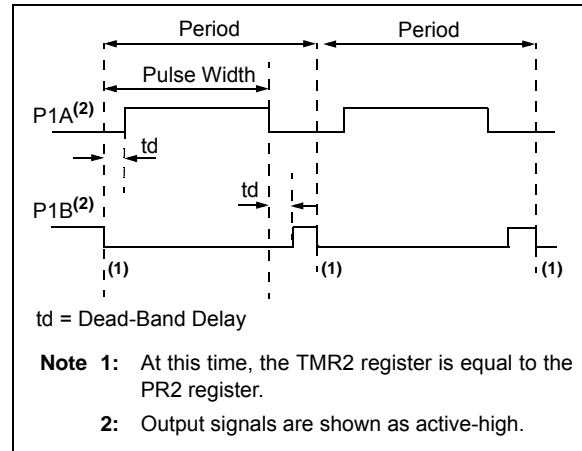 Period Period
Pulse Width
P1A(2)
td
td
P1B(2)
(1) (1) (1)
td = Dead-Band Delay
Note 1: At this time, the TMR2 register is equal to the
PR2 register.
2: Output signals are shown as active-high.